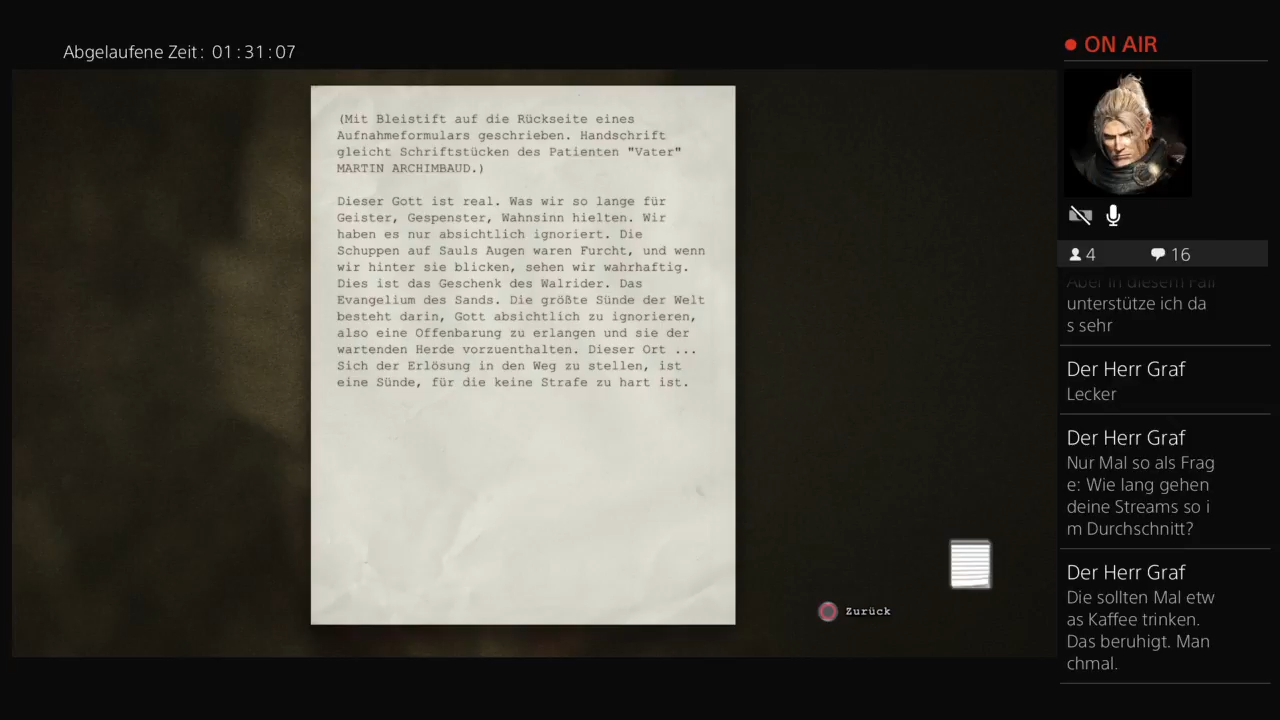 Abgelaufene Zeit: 01:31:07
ON AIR
(Mit Bleistift auf die Rückseite eines
Aufnahmeformulars geschrieben. Handschrift
gleicht Schriftstücken des Patienten "Vater"
MARTIN ARCHIMBAUD.)
Dieser Gott ist real. Was wir so lange für
Geister, Gespenster, Wahnsinn hielten. Wir
haben es nur absichtlich ignoriert. Die
Schuppen auf Sauls Augen waren Furcht, und wenn
wir hinter sie blicken, sehen wir wahrhaftig.
Dies ist das Geschenk des Walrider. Das
Evangelium des Sands. Die größte Sünde der Welt
besteht darin, Gott absichtlich zu ignorieren,
also eine Offenbarung zu erlangen und sie der
wartenden Herde vorzuenthalten. Dieser Ort ...
Sich der Erlösung in den Weg zu stellen, ist
eine Sünde, für die keine Strafe zu hart ist.
Zurück
4 16
Aber in diesem Fall
unterstütze ich da
s sehr
Der Herr Graf
Lecker
Der Herr Graf
Nur Mal so als Frag
e: Wie lang gehen
deine Streams so i
m Durchschnitt?
Der Herr Graf
Die sollten Mal etw
as Kaffee trinken.
Das beruhigt. Man
chmal.